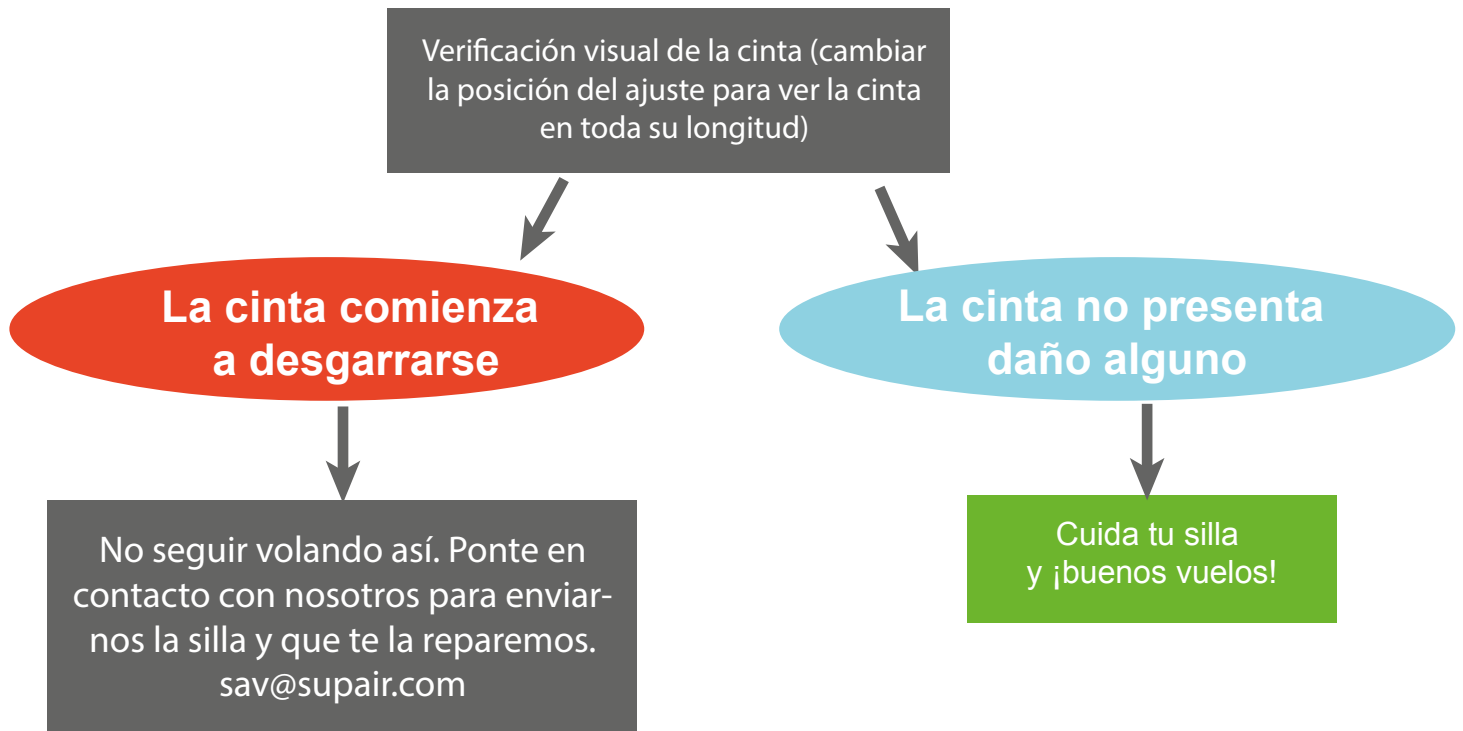 Verificación visual de la cinta (cambiar
la posición del ajuste para ver la cinta
en toda su longitud)
La cinta comienza
a desgarrarse
La cinta no presenta
daño alguno
No seguir volando así. Ponte en
contacto con nosotros para enviar-
nos la silla y que te la reparemos.
sav@supair.com
Cuida tu silla
y ¡buenos vuelos!